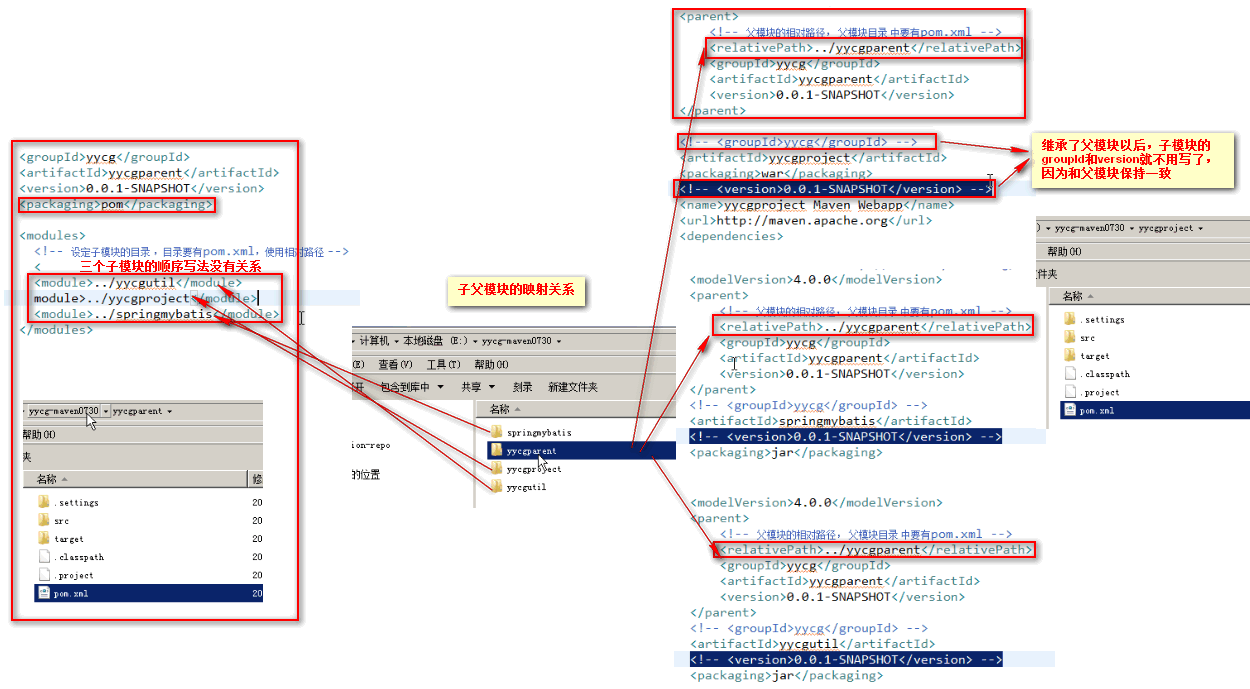 <groupId>yycg</groupId>
<artifactId>yycgparent</artifactId>
<version>0.0.1-SNAPSHOT</version>
<packaging>pom</packaging>
<modules>
<!-- 设定子模块的目录，目录要有pom.xml，使用相对路径 -->
<
三个子模块的顺序写法没有关系
<module>../yycgutil</module>
module>../yycgproject</module>
<module>../springmybatis</module>
</modules>
yycg-maven0730 ▾ yycgparent ▾
帮助(H)
夹
名称
修
.settings 20
src 20
target 20
.classpath 20
.project 20
pom.xml 20
子父模块的映射关系
计算机 ▾ 本地磁盘 (E:) ▾ yycg-maven0730 ▾
(E) 查看(V) 工具(T) 帮助(H)
打开 包含到库中 ▾ 共享 ▾ 刻录 新建文件夹
名称
ion-repo
的位置
springmybatis
yycgparent
yycgproject
yycgutil
<parent>
<!-- 父模块的相对路径，父模块目录 中要有pom.xml -->
<relativePath>../yycgparent</relativePath>
<groupId>yycg</groupId>
<artifactId>yycgparent</artifactId>
<version>0.0.1-SNAPSHOT</version>
</parent>
<!-- <groupId>yycg</groupId> -->
<artifactId>yycgproject</artifactId>
<packaging>war</packaging>
<!-- <version>0.0.1-SNAPSHOT</version> -->
<name>yycgproject Maven Webapp</name>
<url>http://maven.apache.org</url>
<dependencies>
继承了父模块以后，子模块的
groupId和version就不用写了，
因为和父模块保持一致
) ▾ yycg-maven0730 ▾ yycgproject ▾
帮助(H)
件夹
名称
.settings
src
target
.classpath
.project
pom.xml
<modelVersion>4.0.0</modelVersion>
<parent>
<!-- 父模块的相对路径，父模块目录 中要有pom.xml -->
<relativePath>../yycgparent</relativePath>
<groupId>yycg</groupId>
<artifactId>yycgparent</artifactId>
<version>0.0.1-SNAPSHOT</version>
</parent>
<!-- <groupId>yycg</groupId> -->
<artifactId>springmybatis</artifactId>
<!-- <version>0.0.1-SNAPSHOT</version> -->
<packaging>jar</packaging>
<modelVersion>4.0.0</modelVersion>
<parent>
<!-- 父模块的相对路径，父模块目录 中要有pom.xml -->
<relativePath>../yycgparent</relativePath>
<groupId>yycg</groupId>
<artifactId>yycgparent</artifactId>
<version>0.0.1-SNAPSHOT</version>
</parent>
<!-- <groupId>yycg</groupId> -->
<artifactId>yycgutil</artifactId>
<!-- <version>0.0.1-SNAPSHOT</version> -->
<packaging>jar</packaging>